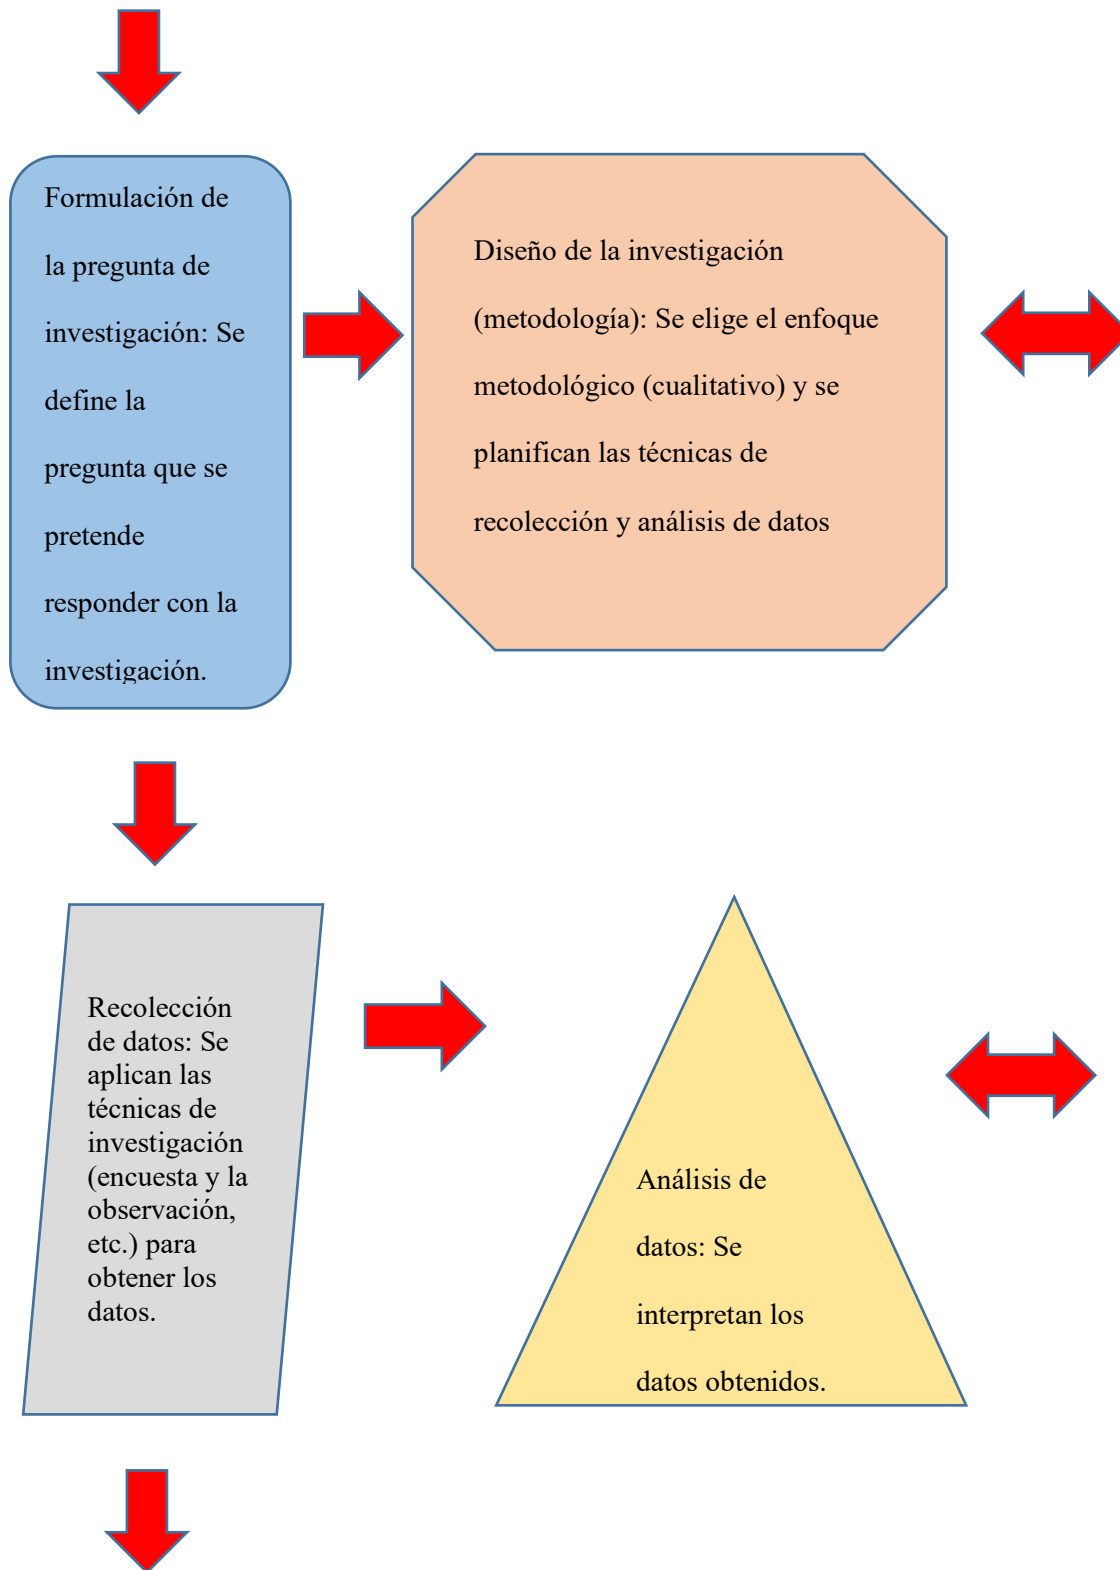 Formulación de
la pregunta de
investigación: Se
define la
pregunta que se
pretende
responder con la
investigación.
Diseño de la investigación
(metodología): Se elige el enfoque
metodológico (cualitativo) y se
planifican las técnicas de
recolección y análisis de datos
Recolección
de datos: Se
aplican las
técnicas de
investigación
(encuesta y la
observación,
etc.) para
obtener los
datos.
Análisis de
datos: Se
interpretan los
datos obtenidos.